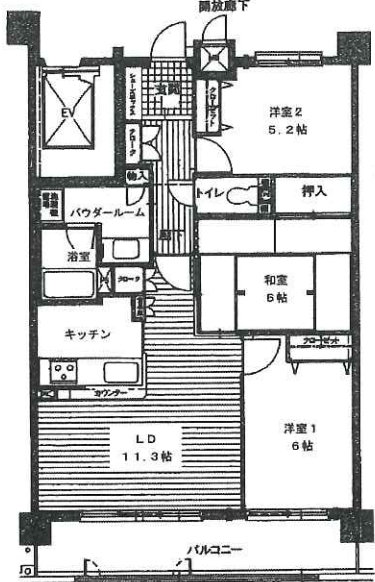 開放廊下
玄関
シューズボックス
クローゼット
洋室2
5.2帖
EV
クローク
物入
トイレ
押入
パウダールーム
廊下
浴室
PS
クローク
和室
6帖
キッチン
クローゼット
カウンター
LD
11.3帖
洋室1
6帖
バルコニー